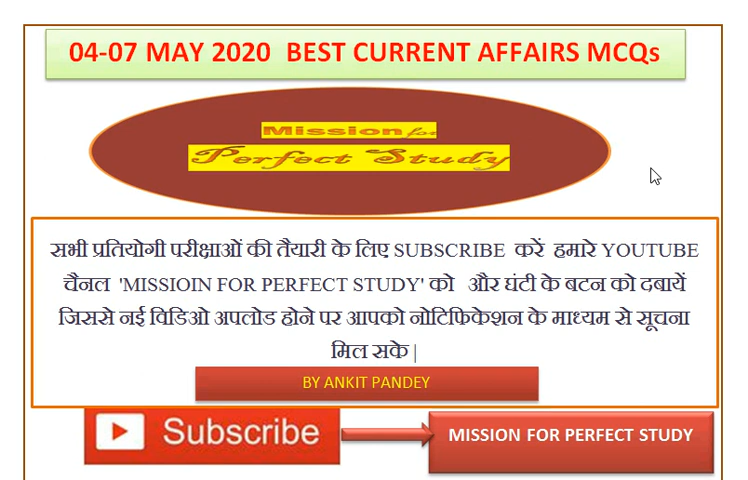 04-07 MAY 2020 BEST CURRENT AFFAIRS MCQs
Mission for
Perfect Study
सभी प्रतियोगी परीक्षाओं की तैयारी के लिए SUBSCRIBE करें हमारे YOUTUBE
चैनल 'MISSIOIN FOR PERFECT STUDY' को और घंटी के बटन को दबायें
जिससे नई विडिओ अपलोड होने पर आपको नोटिफिकेशन के माध्यम से सूचना
मिल सके |
BY ANKIT PANDEY
Subscribe
MISSION FOR PERFECT STUDY